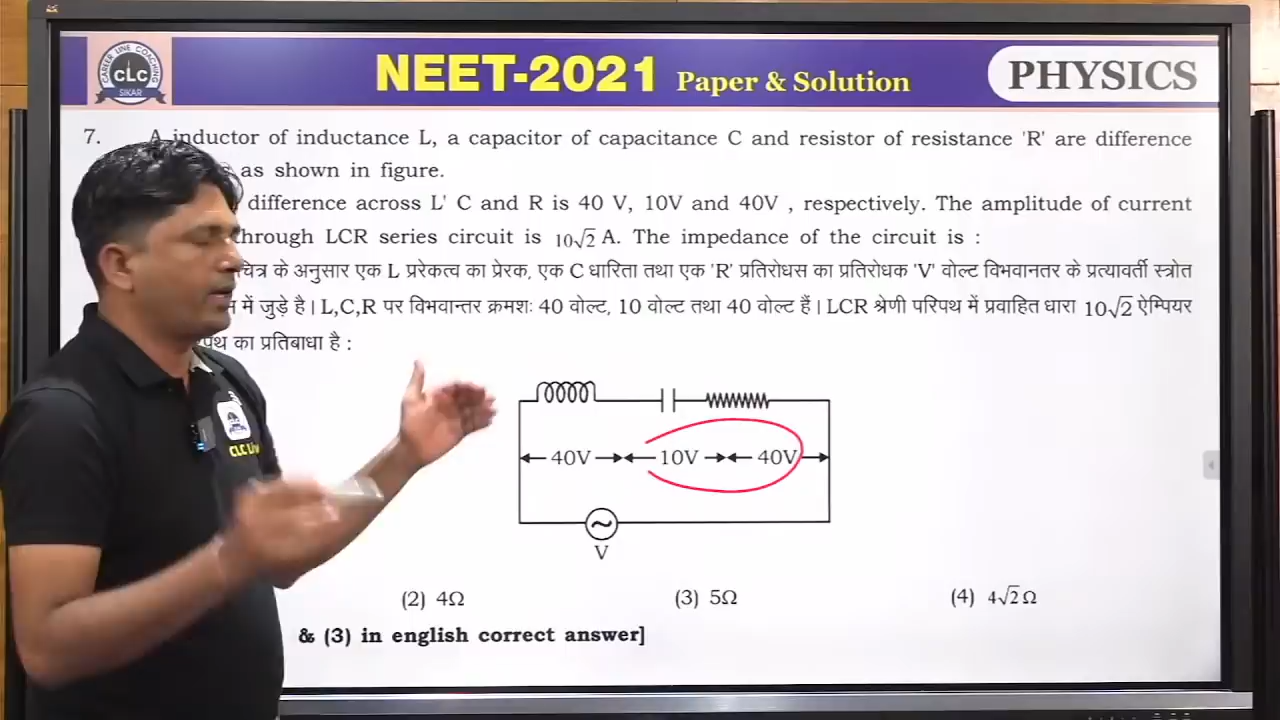 CAREER LINE COACHING
CLC
SIKAR
NEET-2021 Paper & Solution
PHYSICS
7. A inductor of inductance L, a capacitor of capacitance C and resistor of resistance 'R' are difference
as shown in figure.
difference across L' C and R is 40 V, 10V and 40V , respectively. The amplitude of current
through LCR series circuit is 10√2 A. The impedance of the circuit is :
के अनुसार एक L प्रेरकत्व का प्रेरक, एक C धारिता तथा एक 'R' प्रतिरोधस का प्रतिरोधक 'V' वोल्ट विभवानतर के प्रत्यावर्ती स्त्रोत
में जुड़े है। L,C,R पर विभवान्तर क्रमशः 40 वोल्ट, 10 वोल्ट तथा 40 वोल्ट हैं। LCR श्रेणी परिपथ में प्रवाहित धारा 10√2 ऐम्पियर
का प्रतिबाधा है :
40V 10V 40V
V
(2) 4Ω (3) 5Ω (4) 4√2Ω
& (3) in english correct answer]